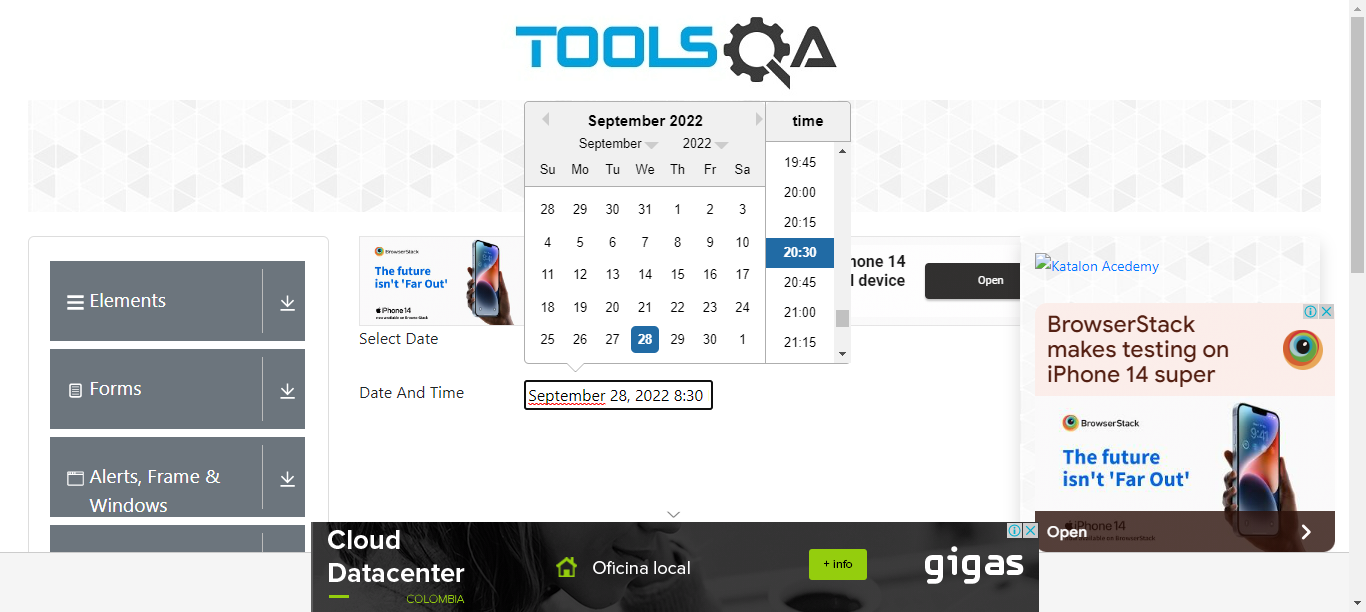 TOOLSQA
September 2022
time
September 2022
Su Mo Tu We Th Fr Sa
28 29 30 31 1 2 3
4 5 6 7 8 9 10
11 12 13 14 15 16 17
18 19 20 21 22 23 24
25 26 27 28 29 30 1
19:45
20:00
20:15
20:30
20:45
21:00
21:15
Elements
Forms
Alerts, Frame &
Windows
BrowserStack
The future
isn't 'Far Out'
iPhone 14
hone 14
device
Open
Select Date
Date And Time
September 28, 2022 8:30
Katalon Acedemy
BrowserStack
makes testing on
iPhone 14 super
BrowserStack
The future
isn't 'Far Out'
iPhone 14
Open
Cloud
Datacenter
COLOMBIA
Oficina local
+ info
gigas